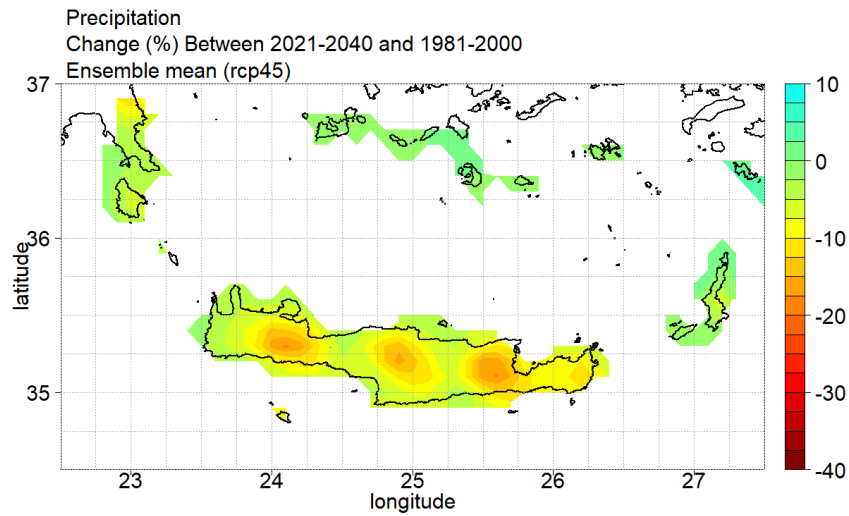 Precipitation
Change (%) Between 2021-2040 and 1981-2000
Ensemble mean (rcp45)
37
36
35
latitude
23
24
25
26
27
longitude
10
0
-10
-20
-30
-40